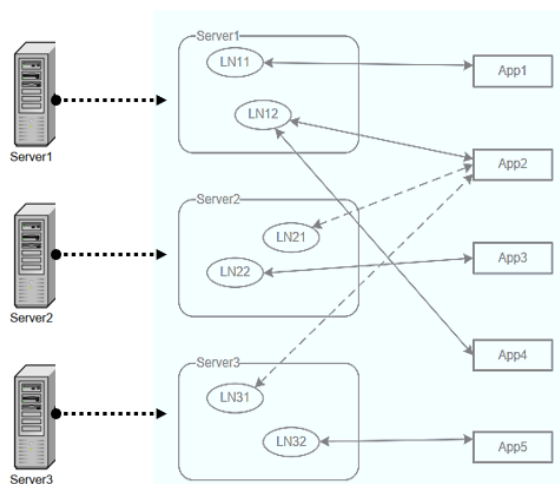 Server1
LN11
App1
LN12
Server1
App2
Server2
LN21
LN22
App3
Server2
App4
Server3
LN31
LN32
App5
Server3